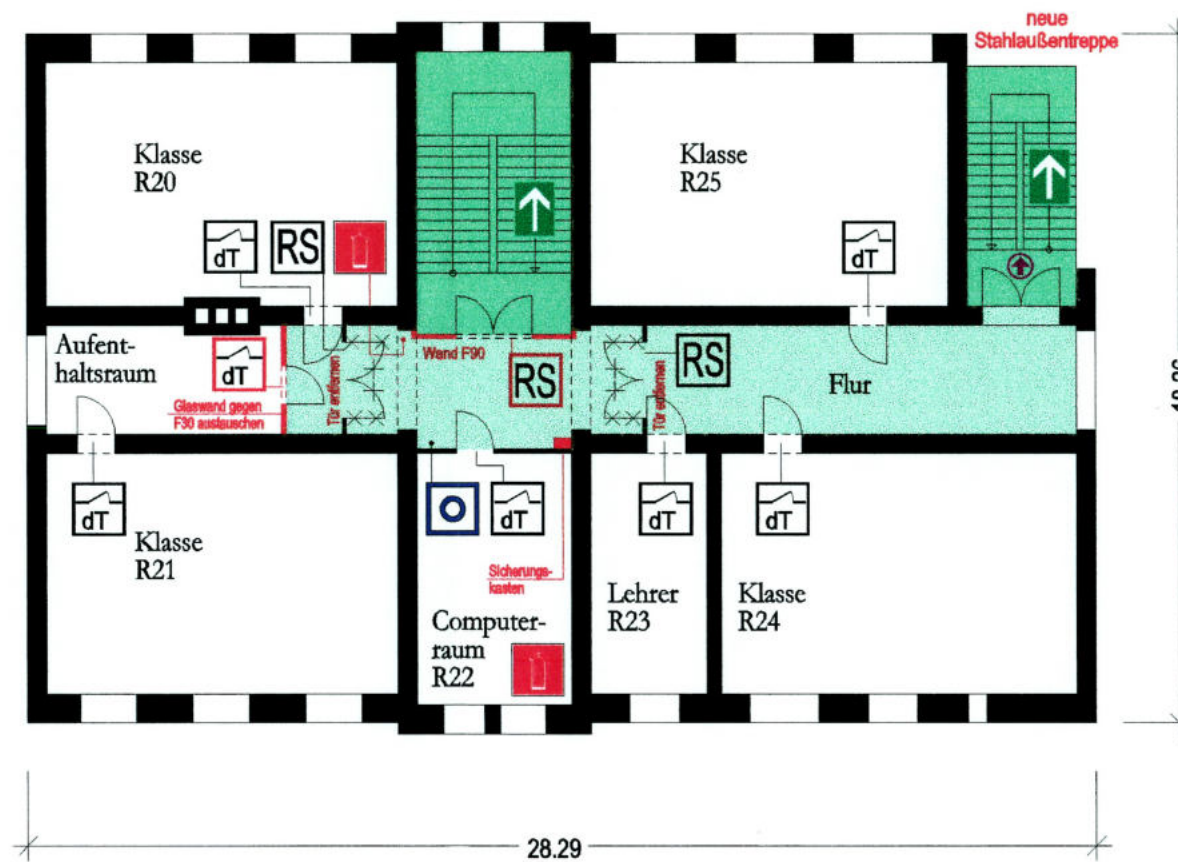 neue
Stahlaußentreppe
Klasse
R20
Klasse
R25
dT
RS
dT
Aufent-
haltsraum
dT
Glaswand gegen
F30 austauschen
Tür entfernen
Wand F90
RS
RS
Tür entfernen
Flur
dT
Klasse
R21
dT
Sicherungs-
kasten
Computer-
raum
R22
dT
Lehrer
R23
dT
Klasse
R24
28.29